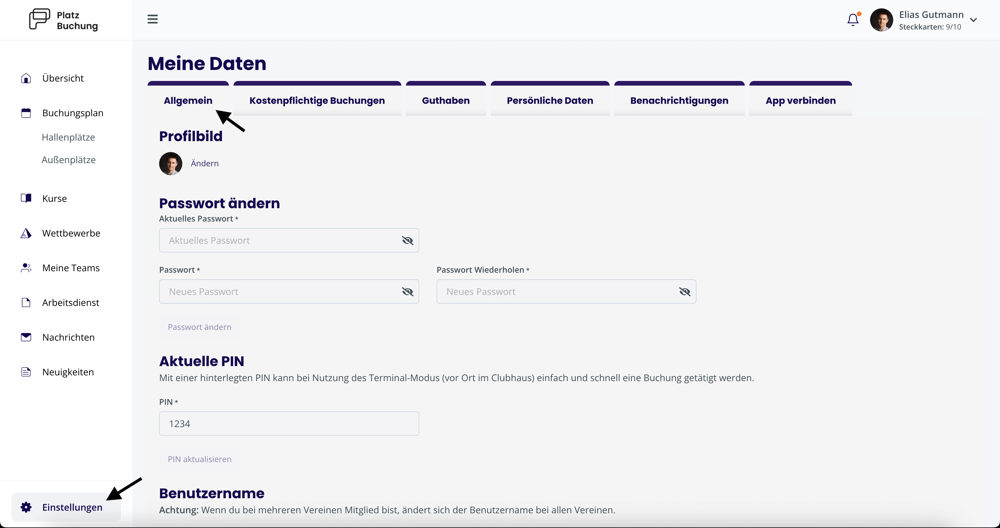 Platz
Buchung
Elias Gutmann
Steckkarten: 9/10
Übersicht
Buchungsplan
Hallenplätze
Außenplätze
Kurse
Wettbewerbe
Meine Teams
Arbeitsdienst
Nachrichten
Neuigkeiten
Einstellungen
Meine Daten
Allgemein
Kostenpflichtige Buchungen
Guthaben
Persönliche Daten
Benachrichtigungen
App verbinden
Profilbild
Ändern
Passwort ändern
Aktuelles Passwort *
Aktuelles Passwort
Passwort *
Passwort Wiederholen *
Neues Passwort
Neues Passwort
Passwort ändern
Aktuelle PIN
Mit einer hinterlegten PIN kann bei Nutzung des Terminal-Modus (vor Ort im Clubhaus) einfach und schnell eine Buchung getätigt werden.
PIN *
1234
PIN aktualisieren
Benutzername
Achtung: Wenn du bei mehreren Vereinen Mitglied bist, ändert sich der Benutzername bei allen Vereinen.